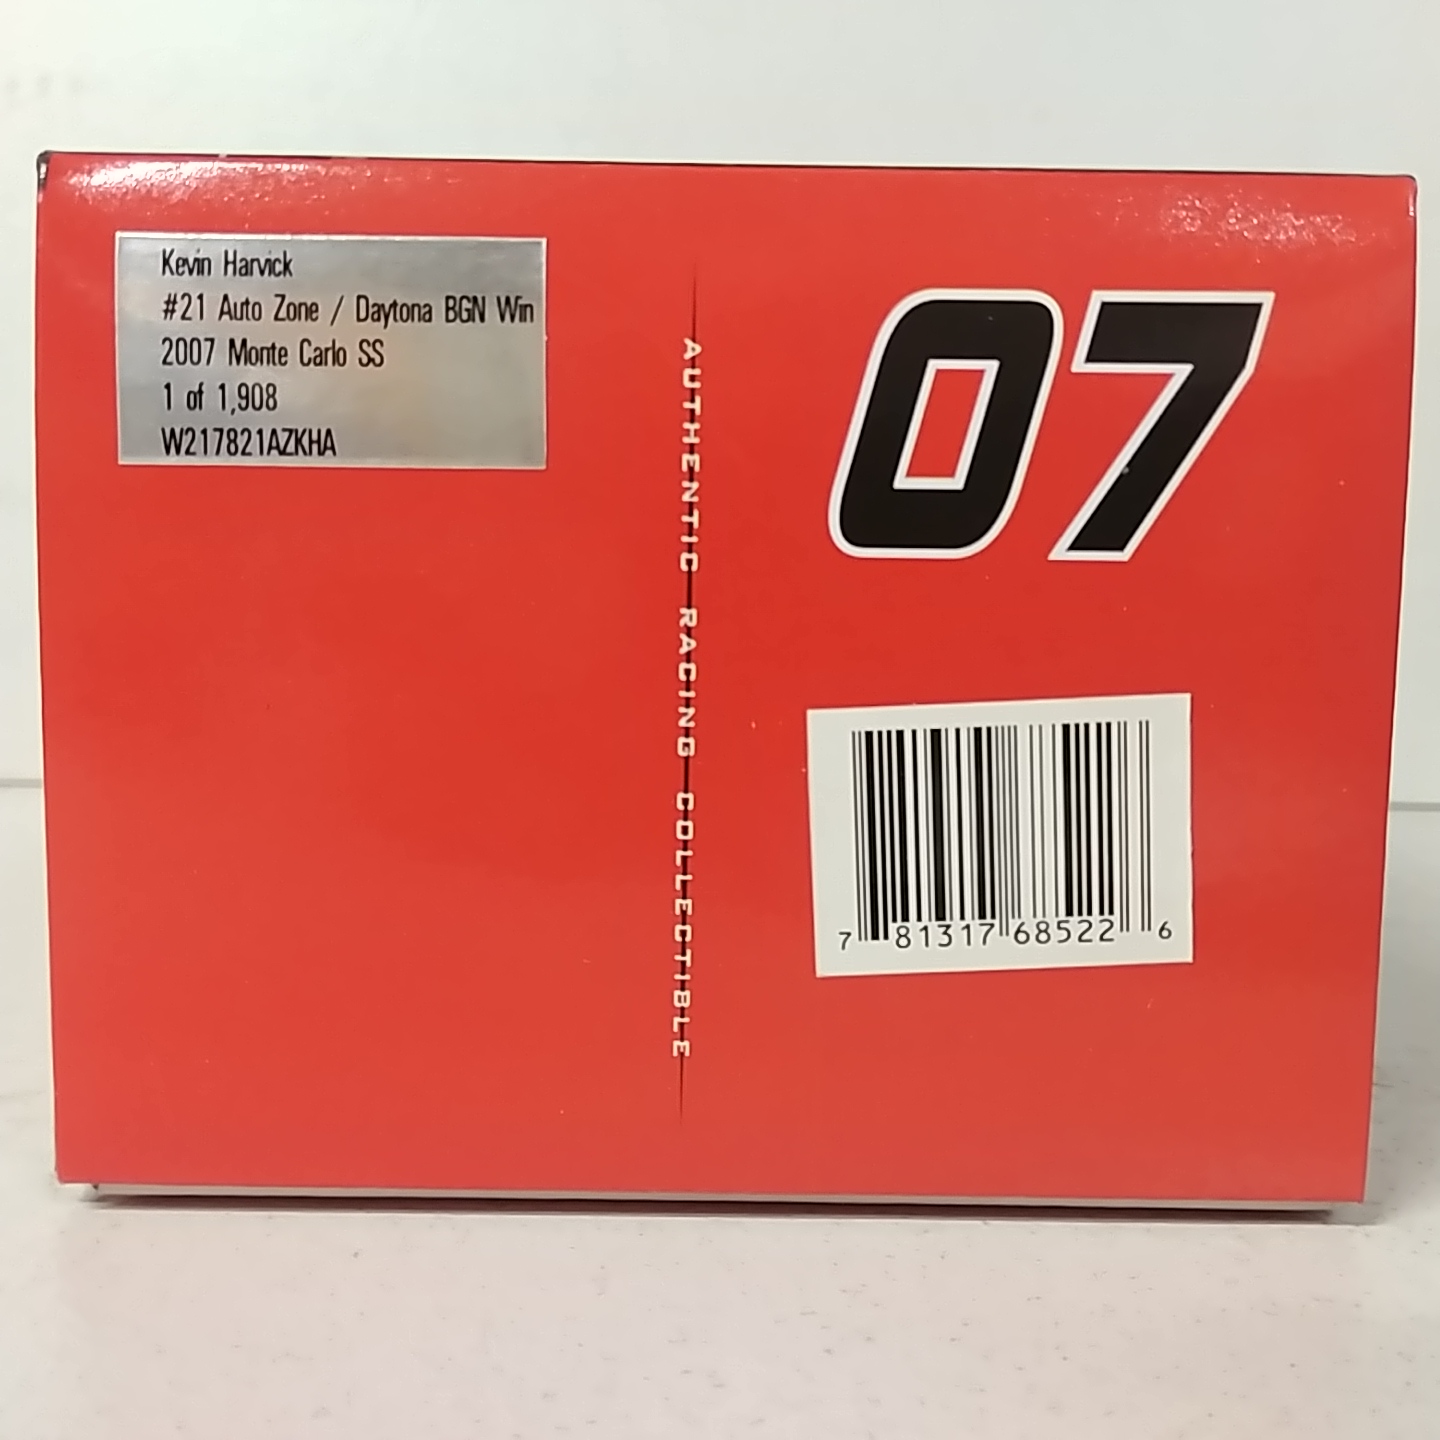 Kevin Harvick
#21 Auto Zone / Daytona BGN Win
2007 Monte Carlo SS
1 of 1,908
W217821AZKHA
AUTHENTIC RACING COLLECTIBLE
07
7 81317 68522 6